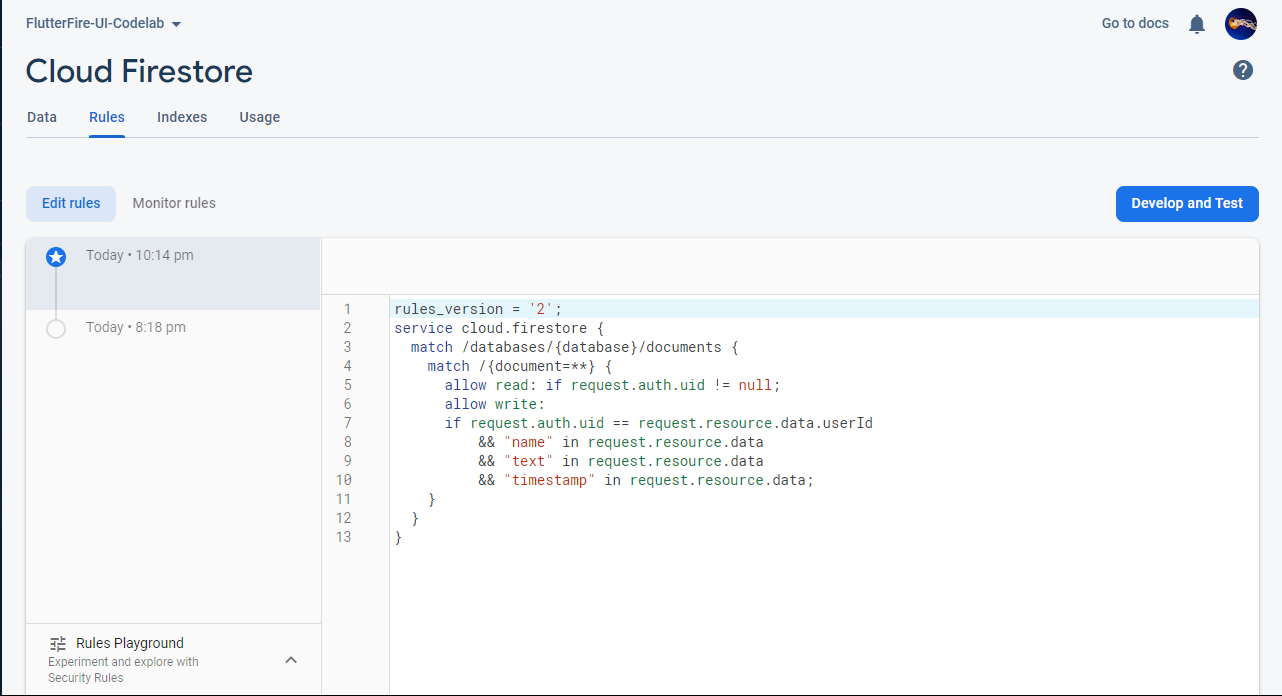 FlutterFire-UI-Codelab
Go to docs
Cloud Firestore
?
Data Rules Indexes Usage
Edit rules Monitor rules
Develop and Test
Today • 10:14 pm
Today • 8:18 pm
1 rules_version = '2';
2 service cloud.firestore {
3 match /databases/{database}/documents {
4 match /{document=**} {
5 allow read: if request.auth.uid != null;
6 allow write:
7 if request.auth.uid == request.resource.data.userId
8 && "name" in request.resource.data
9 && "text" in request.resource.data
10 && "timestamp" in request.resource.data;
11 }
12 }
13 }
Rules Playground
Experiment and explore with
Security Rules